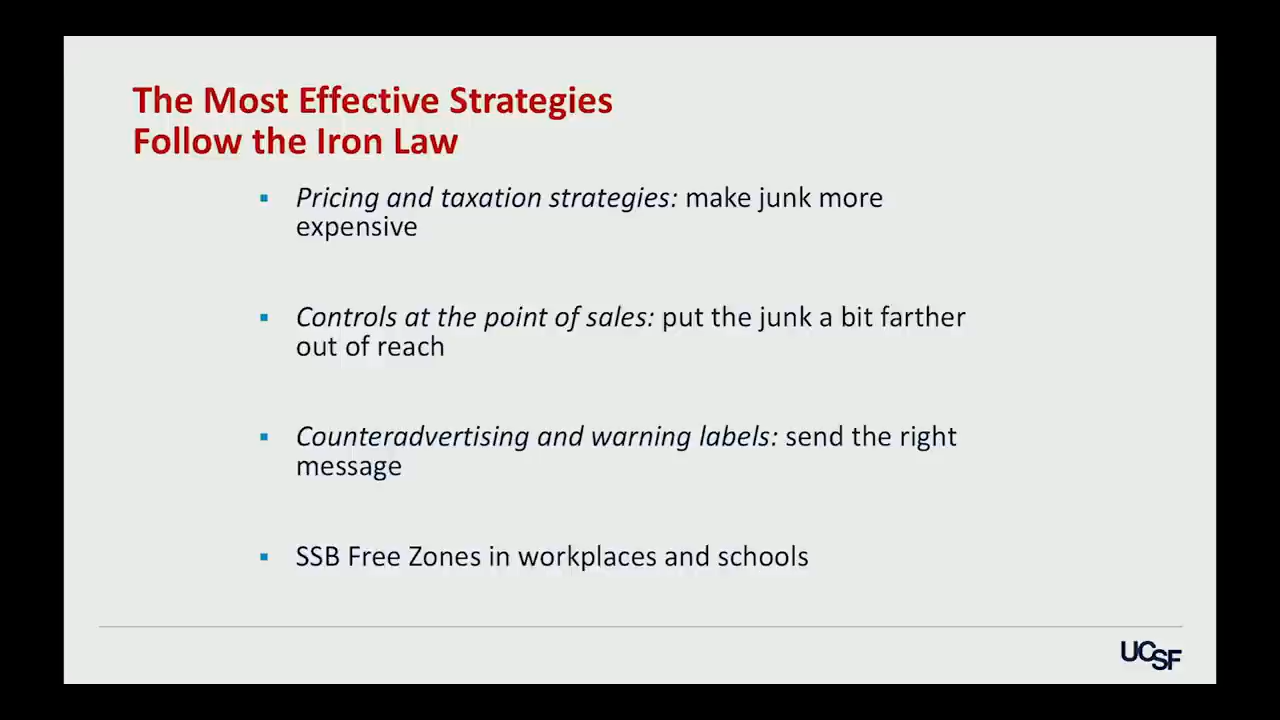 The Most Effective Strategies
Follow the Iron Law
▪ Pricing and taxation strategies: make junk more
expensive
▪ Controls at the point of sales: put the junk a bit farther
out of reach
▪ Counteradvertising and warning labels: send the right
message
▪ SSB Free Zones in workplaces and schools
UCSF